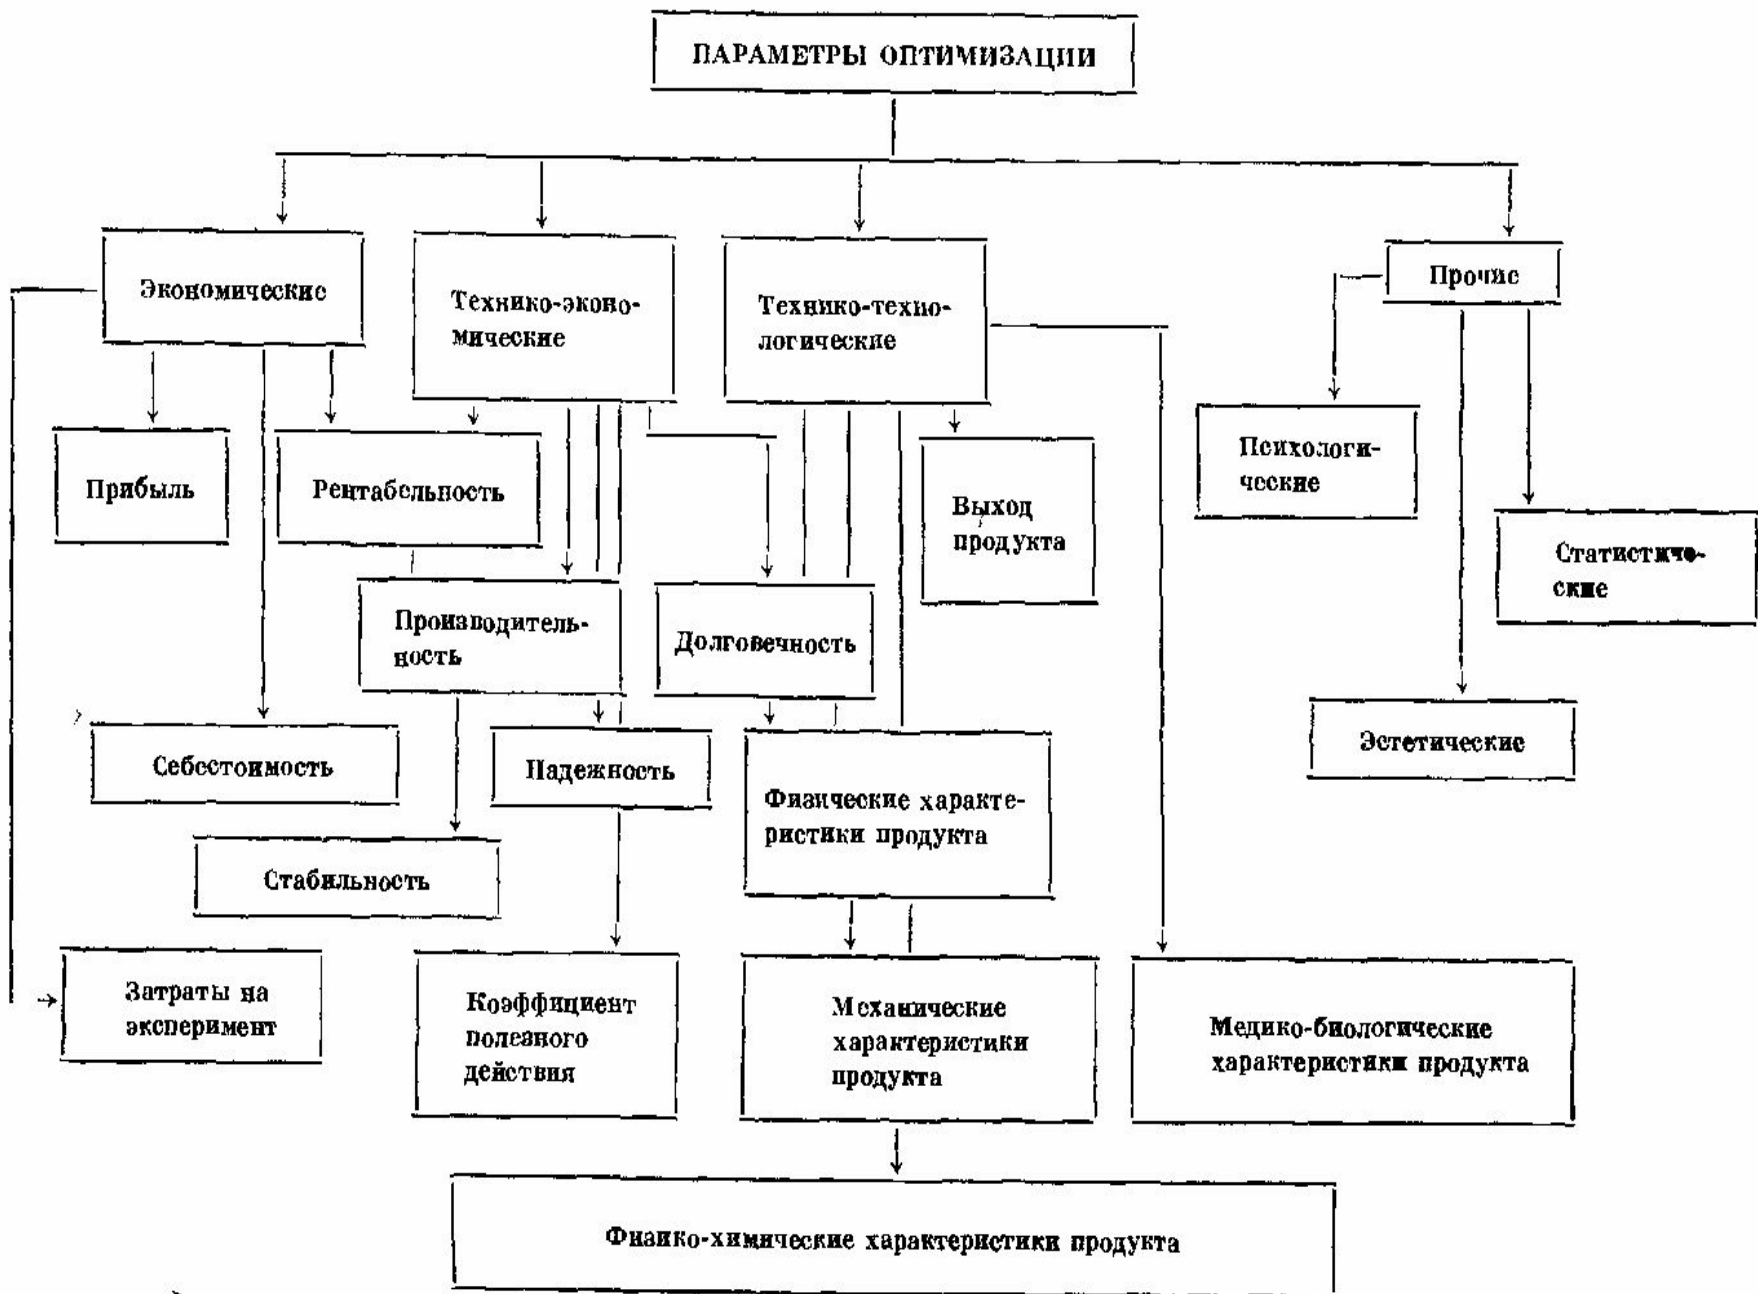 ПАРАМЕТРЫ ОПТИМИЗАЦИИ
Экономические
Технико-эконо-
мические
Технико-техно-
логические
Прочие
Прибыль
Рентабельность
Выход
продукта
Психологи-
ческие
Статистиче-
ские
Производитель-
ность
Долговечность
Себестоимость
Надежность
Физические характе-
ристики продукта
Эстетические
Стабильность
Затраты на
эксперимент
Коэффициент
полезного
действия
Механические
характеристики
продукта
Медико-биологические
характеристики продукта
Физико-химические характеристики продукта